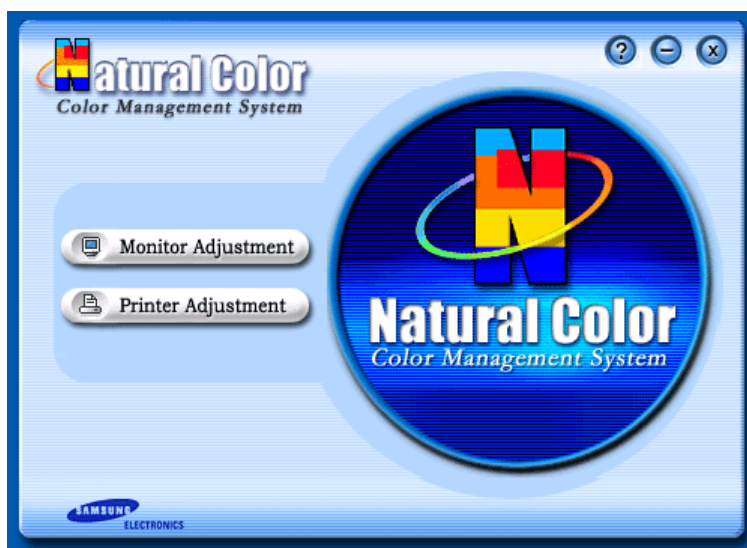 Natural Color
Color Management System
? – x
Monitor Adjustment
Printer Adjustment
N
Natural Color
Color Management System
SAMSUNG
ELECTRONICS